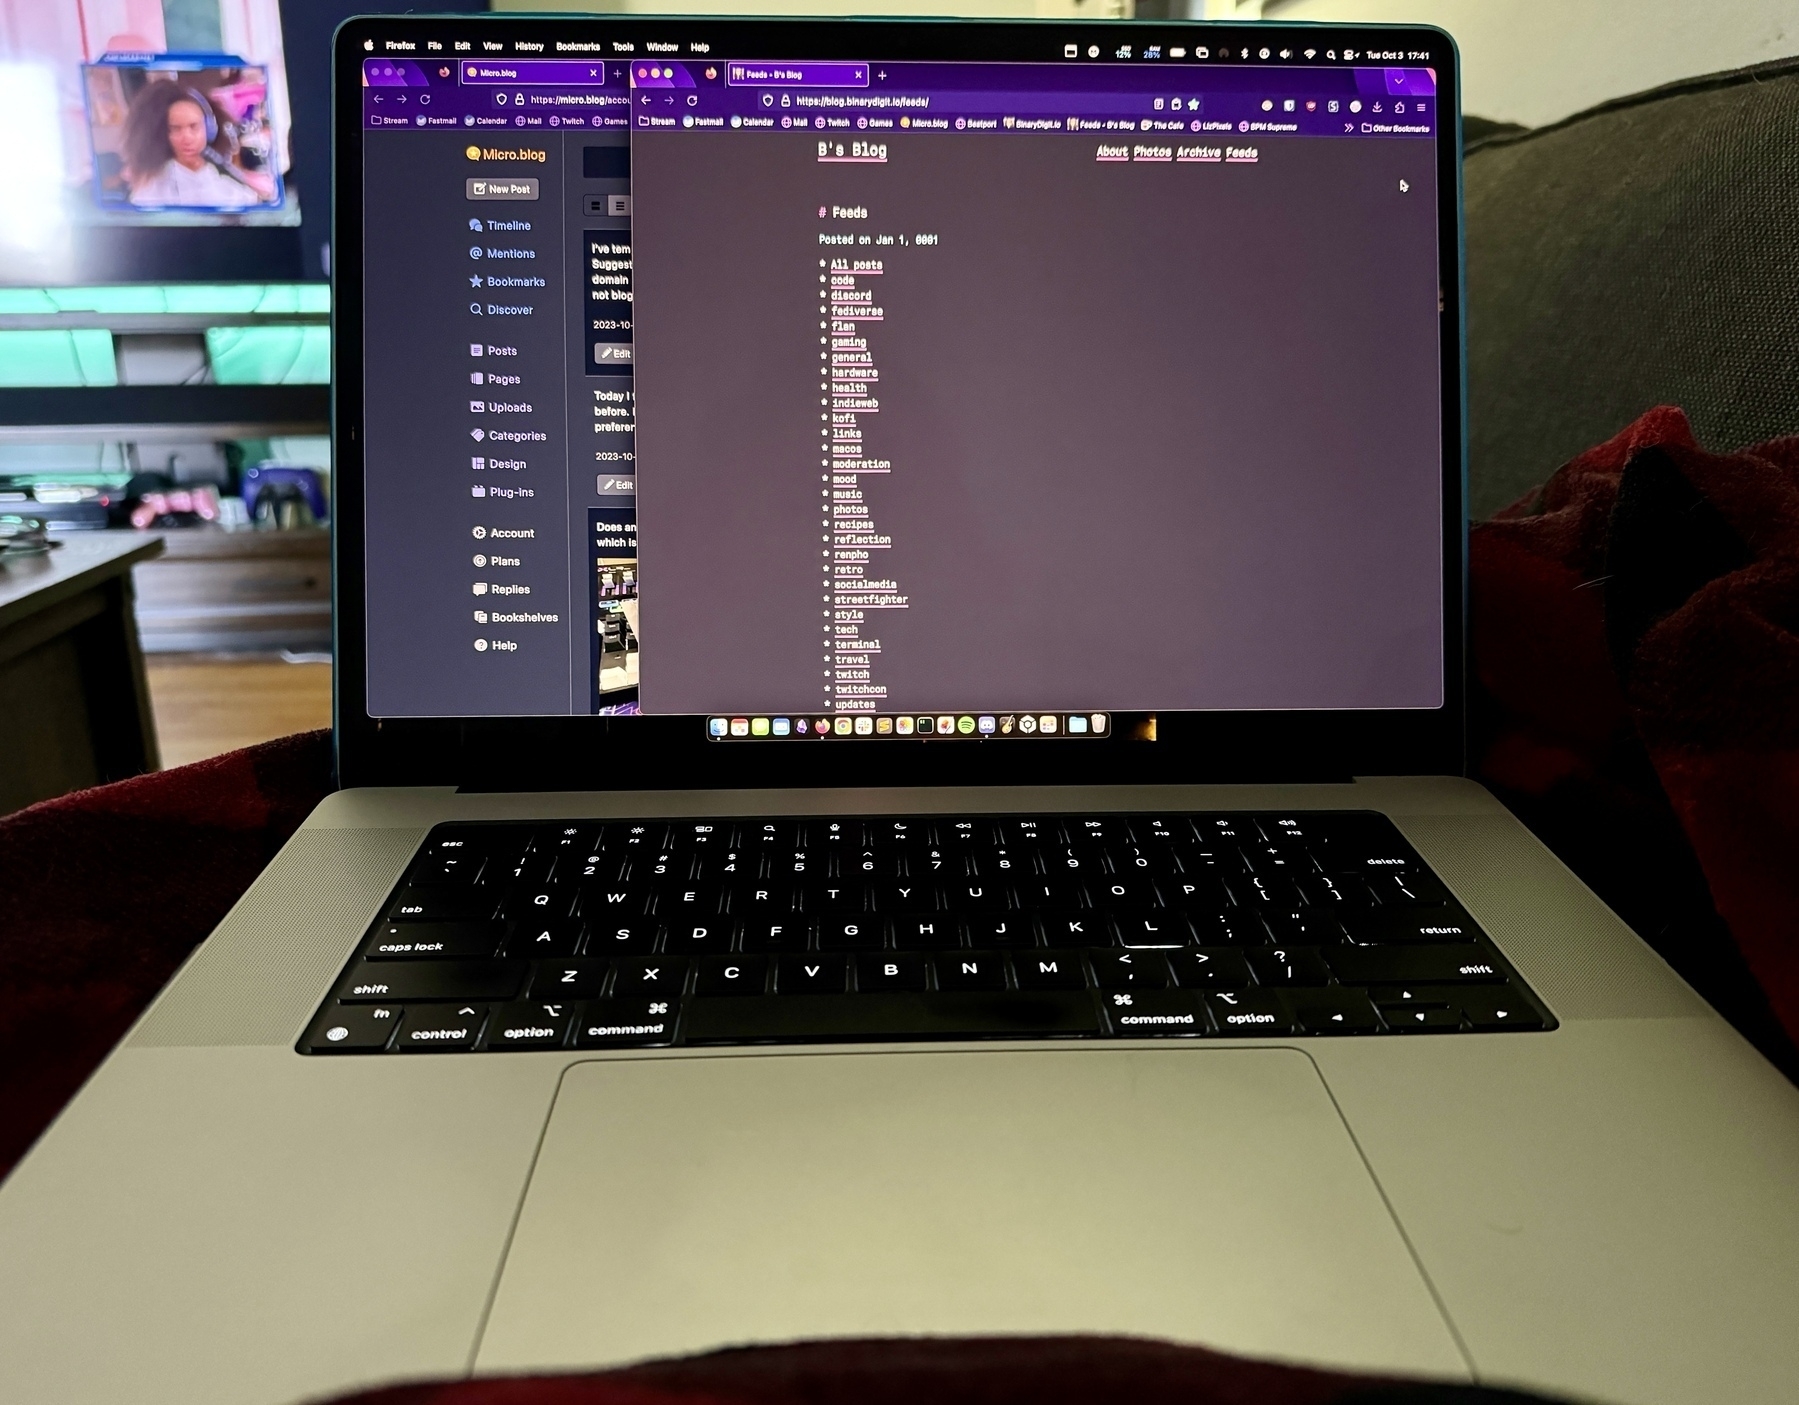 Firefox File Edit View History Bookmarks Tools Window Help
12% 28% Tue Oct 3 17:41
Micro.blog
https://micro.blog/accou
Stream Fastmail Calendar Mail Twitch Games
Micro.blog
New Post
Timeline
Mentions
Bookmarks
Discover
Posts
Pages
Uploads
Categories
Design
Plug-ins
Account
Plans
Replies
Bookshelves
Help
I've tem
Suggest
domain
not blog
2023-10-
Edit
Today I
before.
preferen
2023-10-
Edit
Does an
which is
Feeds - B's Blog
https://blog.binarydigit.io/feeds/
Stream Fastmail Calendar Mail Twitch Games Micro.blog Beatport BinaryDigit.io Feeds - B's Blog The Cafe LizPixels BPM Supreme Other Bookmarks
B's Blog
About Photos Archive Feeds
# Feeds
Posted on Jan 1, 0001
* All posts
* code
* discord
* fediverse
* flan
* gaming
* general
* hardware
* health
* indieweb
* kofi
* links
* macos
* moderation
* mood
* music
* photos
* recipes
* reflection
* renpho
* retro
* socialmedia
* streetfighter
* style
* tech
* terminal
* travel
* twitch
* twitchcon
* updates
esc F1 F2 F3 F4 F5 F6 F7 F8 F9 F10 F11 F12
~ ! @ # $ % ^ & * ( ) _ +
` 1 2 3 4 5 6 7 8 9 0 - = delete
tab Q W E R T Y U I O P { [ } ] | \
caps lock A S D F G H J K L : ; " ' return
shift Z X C V B N M < , > . ? / shift
fn control option command command option